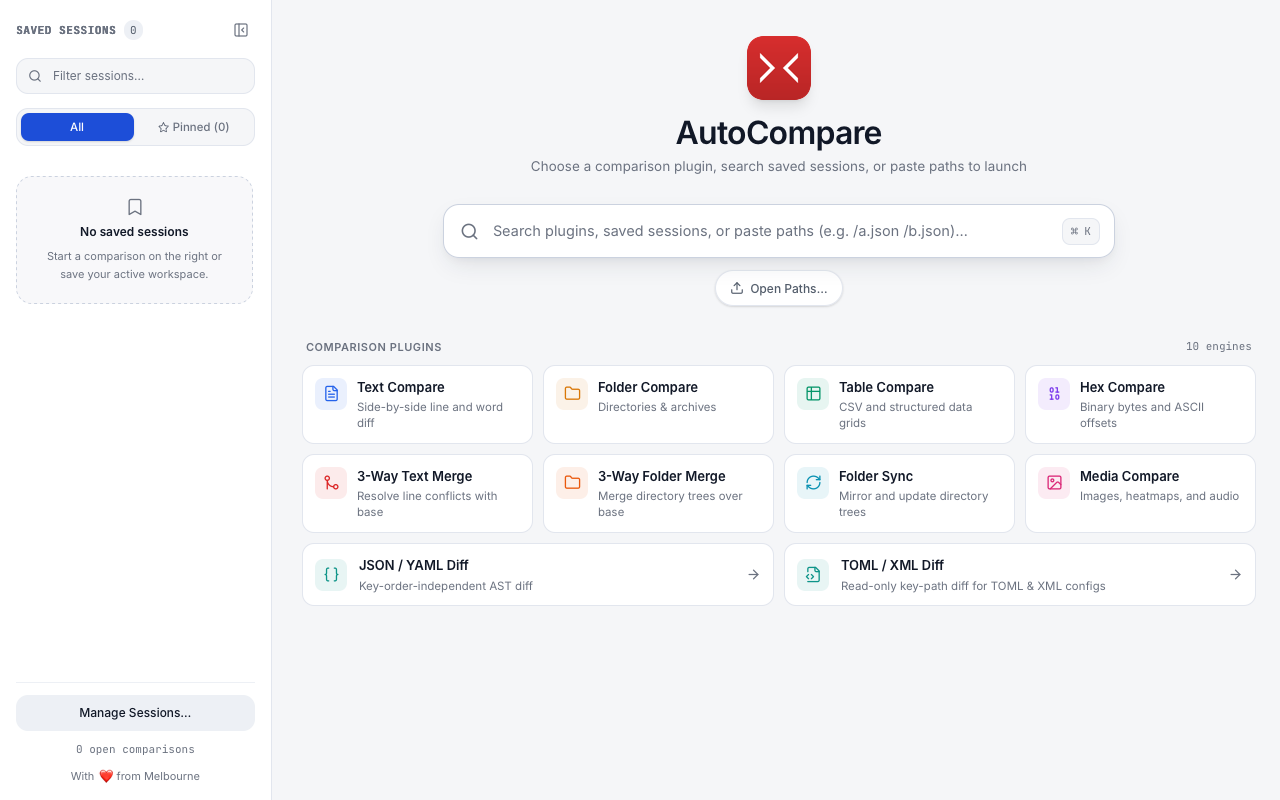 SAVED SESSIONS 0
Filter sessions...
All
Pinned (0)
No saved sessions
Start a comparison on the right or
save your active workspace.
Manage Sessions...
0 open comparisons
With ❤️ from Melbourne
AutoCompare
Choose a comparison plugin, search saved sessions, or paste paths to launch
Search plugins, saved sessions, or paste paths (e.g. /a.json /b.json)...
⌘ K
Open Paths...
COMPARISON PLUGINS
10 engines
Text Compare
Side-by-side line and word
diff
Folder Compare
Directories & archives
Table Compare
CSV and structured data
grids
01
10
Hex Compare
Binary bytes and ASCII
offsets
3-Way Text Merge
Resolve line conflicts with
base
3-Way Folder Merge
Merge directory trees over
base
Folder Sync
Mirror and update directory
trees
Media Compare
Images, heatmaps, and audio
JSON / YAML Diff
Key-order-independent AST diff
TOML / XML Diff
Read-only key-path diff for TOML & XML configs